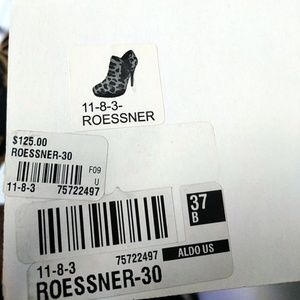 11-8-3-
ROESSNER
$125.00
ROESSNER-30
F09
U
11-8-3 75722497
37
B
75722497 ALDO US
11-8-3
ROESSNER-30